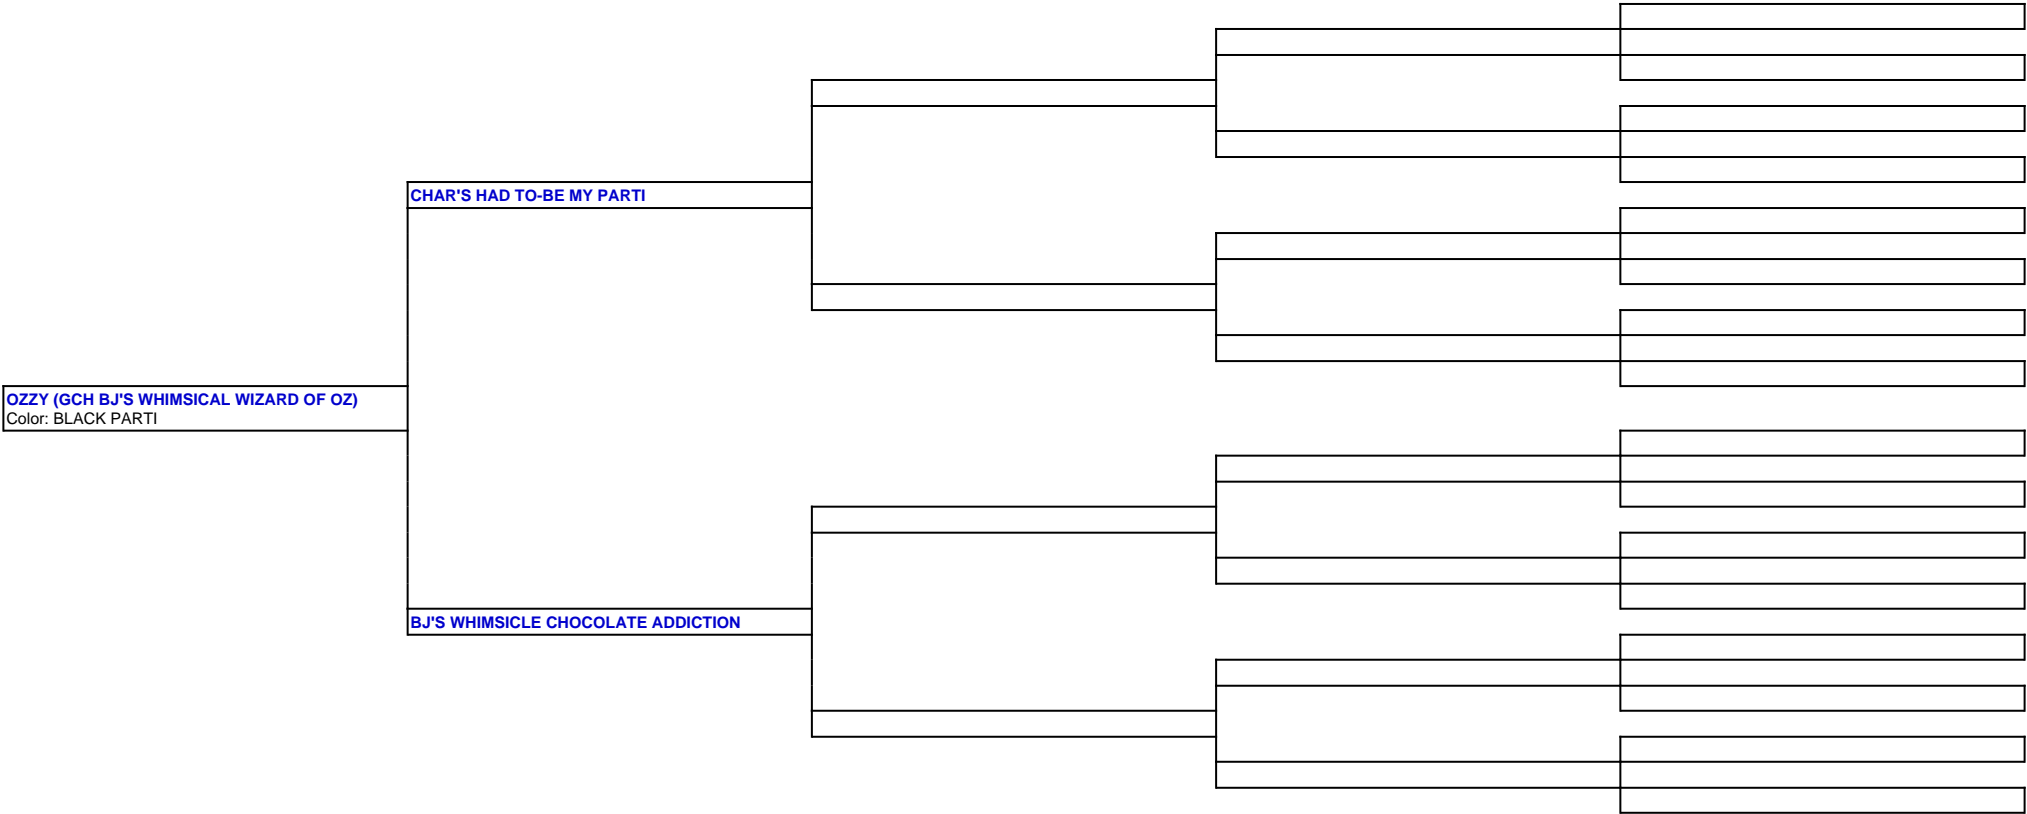 CHAR'S HAD TO-BE MY PARTI
OZZY (GCH BJ'S WHIMSICAL WIZARD OF OZ)
Color: BLACK PARTI
BJ'S WHIMSICLE CHOCOLATE ADDICTION